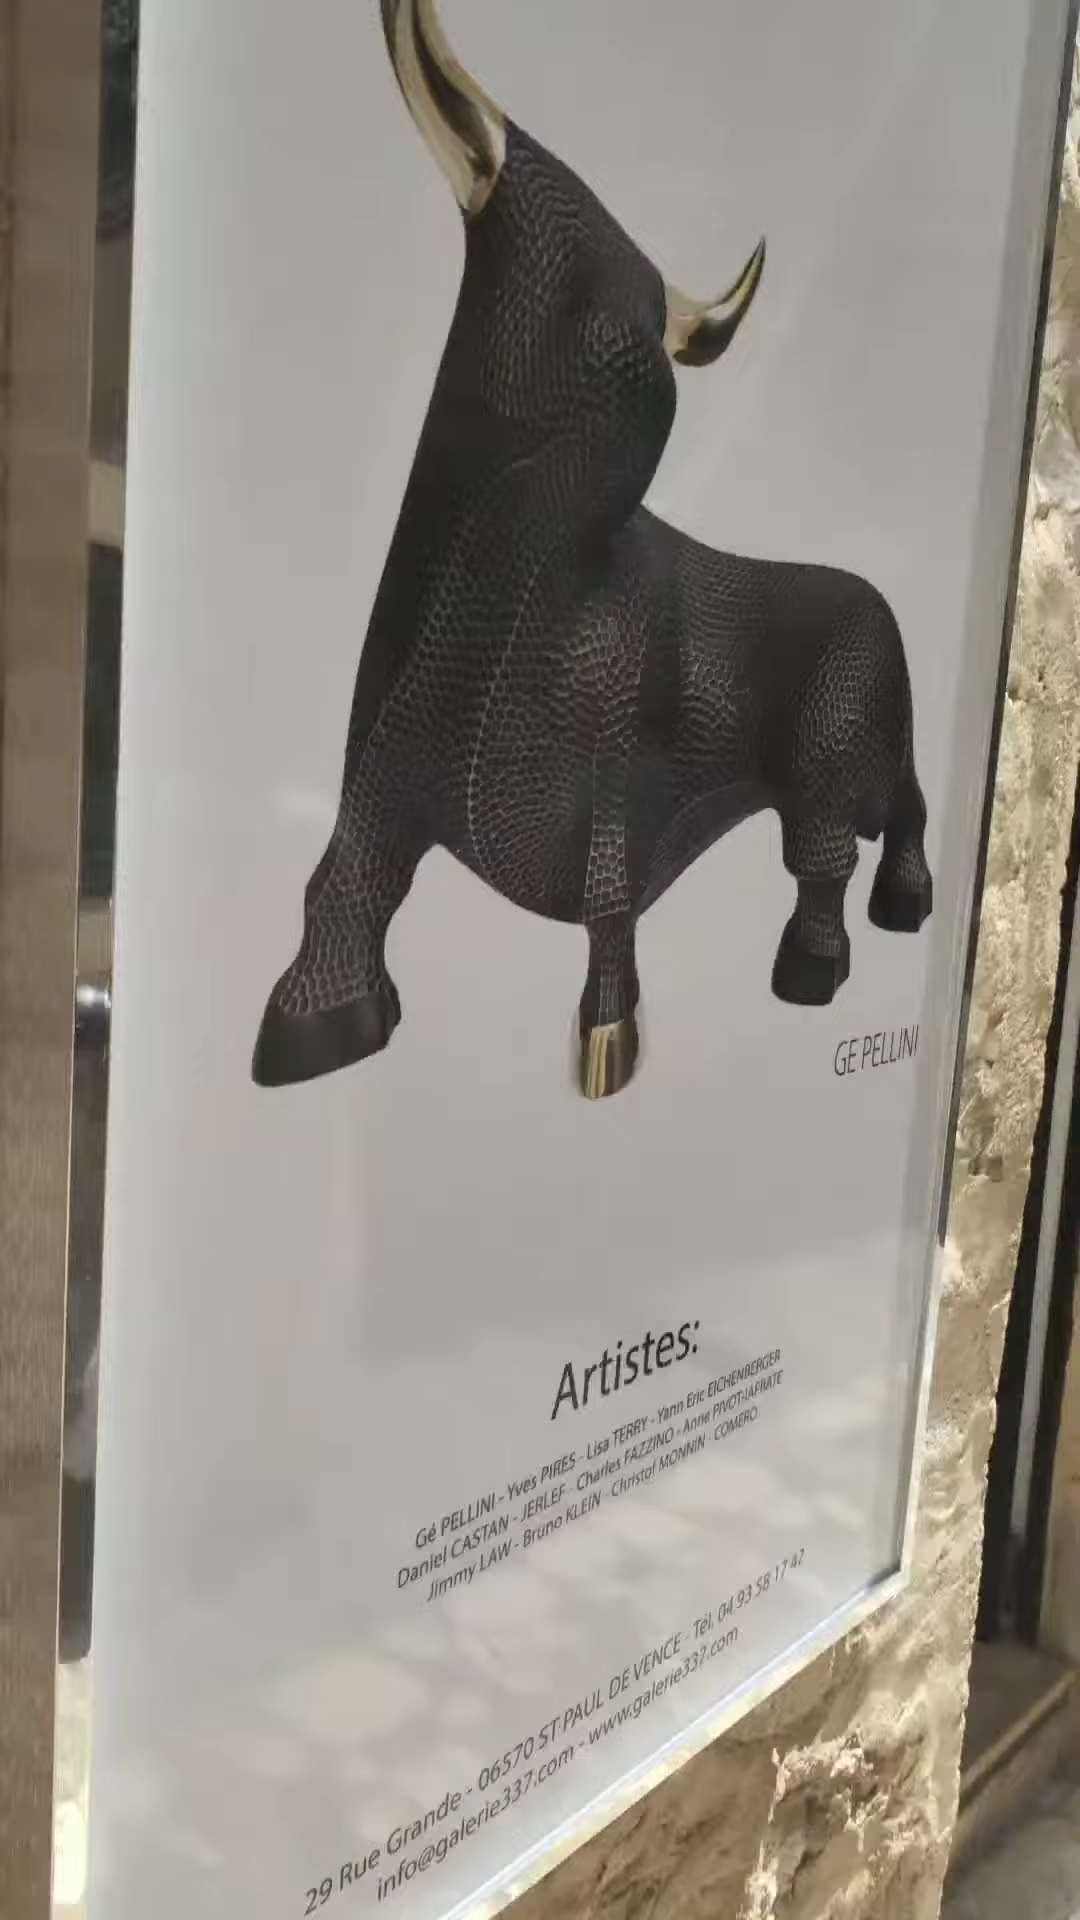 GE PELLINI
Artistes:
Gé PELLINI - Yves PIRES - Lisa TERRY - Yann Eric EICHENBERGER
Daniel CASTAN - JERLEF - Charles FAZZINO - Anne PIVOT-IAFRATE
Jimmy LAW - Bruno KLEIN - Christof MONNIN - COMERO
29 Rue Grande - 06570 ST PAUL DE VENCE - Tél. 04 93 58 17 47
info@galerie337.com - www.galerie337.com